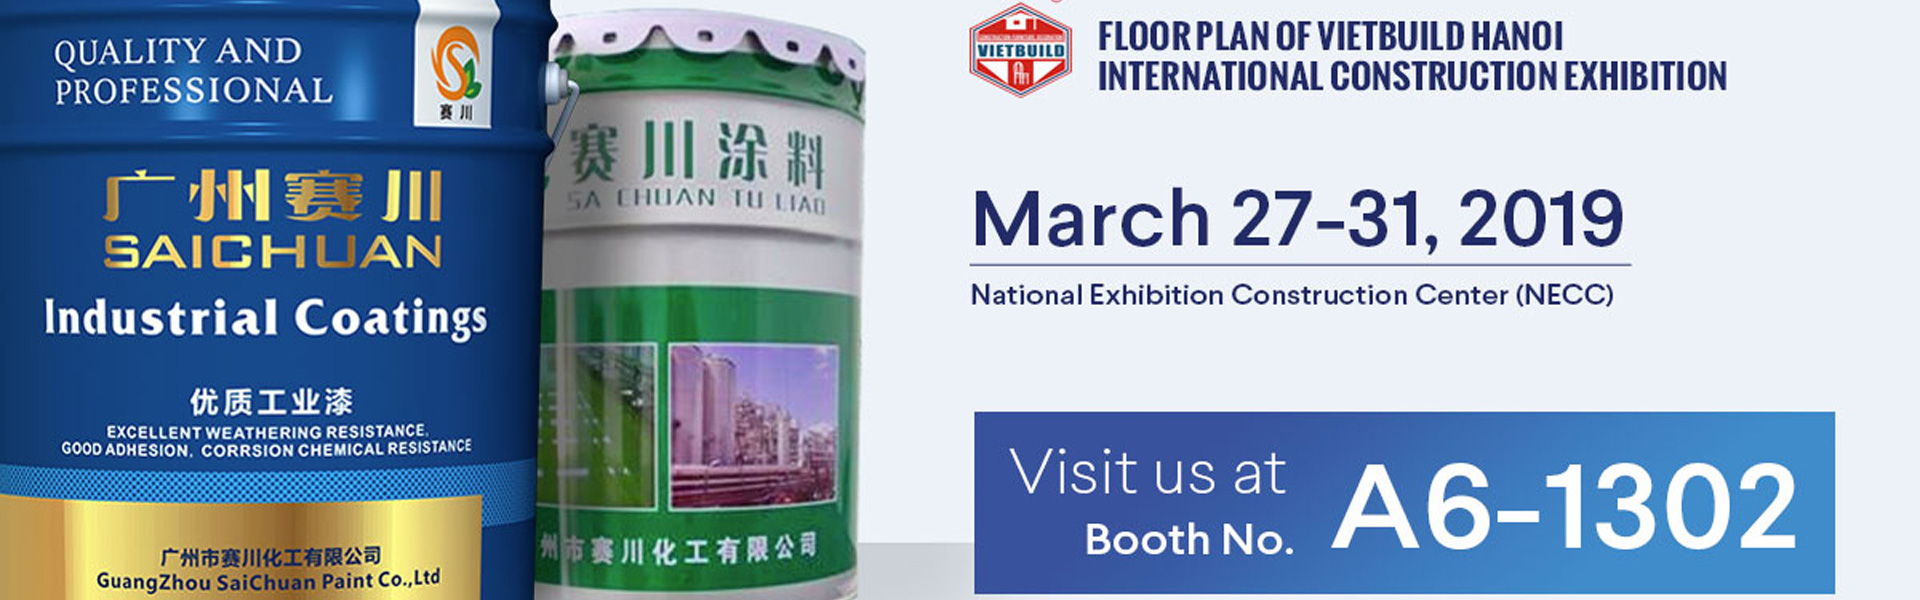 QUALITY AND
PROFESSIONAL
赛川
广州赛川
SAICHUAN
Industrial Coatings
优质工业漆
EXCELLENT WEATHERING RESISTANCE,
GOOD ADHESION, CORRSION CHEMICAL RESISTANCE
广州市赛川化工有限公司
GuangZhou SaiChuan Paint Co.,Ltd
赛川涂料
SA CHUAN TU LIAO
州市赛川化工有限公司
VIETBUILD
FLOOR PLAN OF VIETBUILD HANOI
INTERNATIONAL CONSTRUCTION EXHIBITION
March 27-31, 2019
National Exhibition Construction Center (NECC)
Visit us at
Booth No.
A6-1302